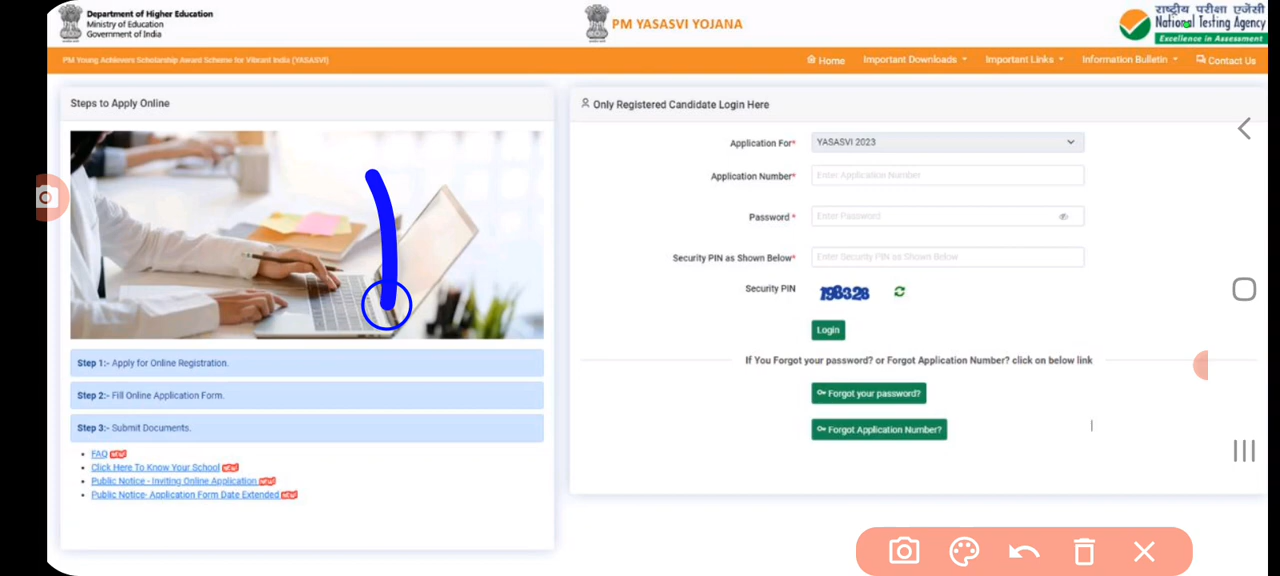 Department of Higher Education
Ministry of Education
Government of India
PM YASASVI YOJANA
राष्ट्रीय परीक्षा एजेंसी
National Testing Agency
Excellence in Assessment
PM Young Achievers Scholarship Award Scheme for Vibrant India (YASASVI)
Home
Important Downloads
Important Links
Information Bulletin
Contact Us
Steps to Apply Online
Step 1:- Apply for Online Registration.
Step 2:- Fill Online Application Form.
Step 3:- Submit Documents.
FAQ NEW
Click Here To Know Your School NEW
Public Notice - Inviting Online Application NEW
Public Notice- Application Form Date Extended NEW
Only Registered Candidate Login Here
Application For* YASASVI 2023
Application Number* Enter Application Number
Password * Enter Password
Security PIN as Shown Below* Enter Security PIN as Shown Below
Security PIN 198328
Login
If You Forgot your password? or Forgot Application Number? click on below link
Forgot your password?
Forgot Application Number?